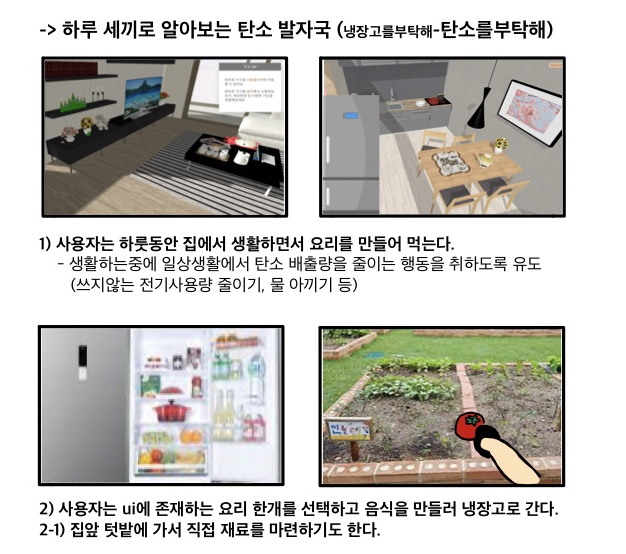 -> 하루 세끼로 알아보는 탄소 발자국 (냉장고를부탁해-탄소를부탁해)
1) 사용자는 하룻동안 집에서 생활하면서 요리를 만들어 먹는다.
- 생활하는중에 일상생활에서 탄소 배출량을 줄이는 행동을 취하도록 유도
(쓰지않는 전기사용량 줄이기, 물 아끼기 등)
2) 사용자는 ui에 존재하는 요리 한개를 선택하고 음식을 만들러 냉장고로 간다.
2-1) 집앞 텃밭에 가서 직접 재료를 마련하기도 한다.